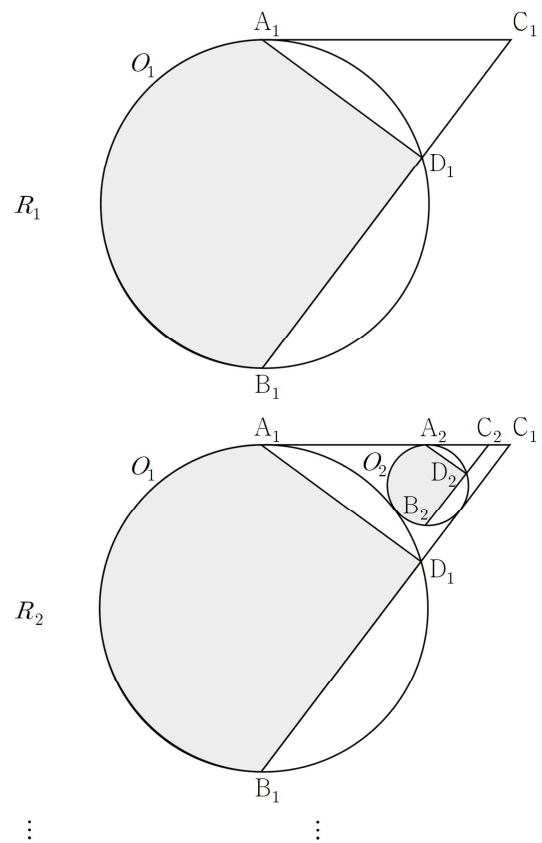 A₁ C₁
O₁
D₁
R₁
B₁
A₁ A₂ C₂ C₁
O₁ O₂
D₂
B₂
D₁
R₂
B₁
⋮ ⋮